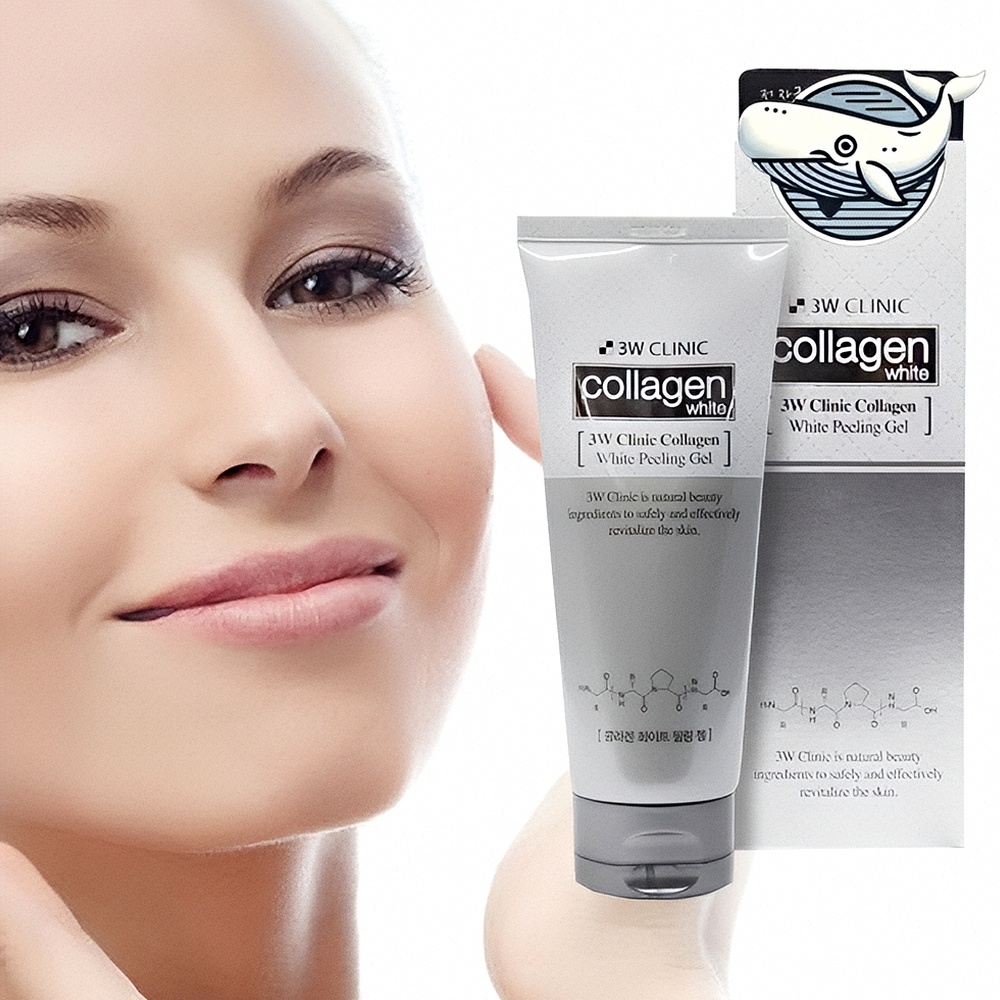 3W CLINIC
collagen
white
3W Clinic Collagen
White Peeling Gel
3W Clinic is natural beauty
ingredients to safely and effectively
revitalize the skin.
3W CLINIC
collagen
white
3W Clinic Collagen
White Peeling Gel
3W Clinic is natural beauty
ingredients to safely and effectively
revitalize the skin.